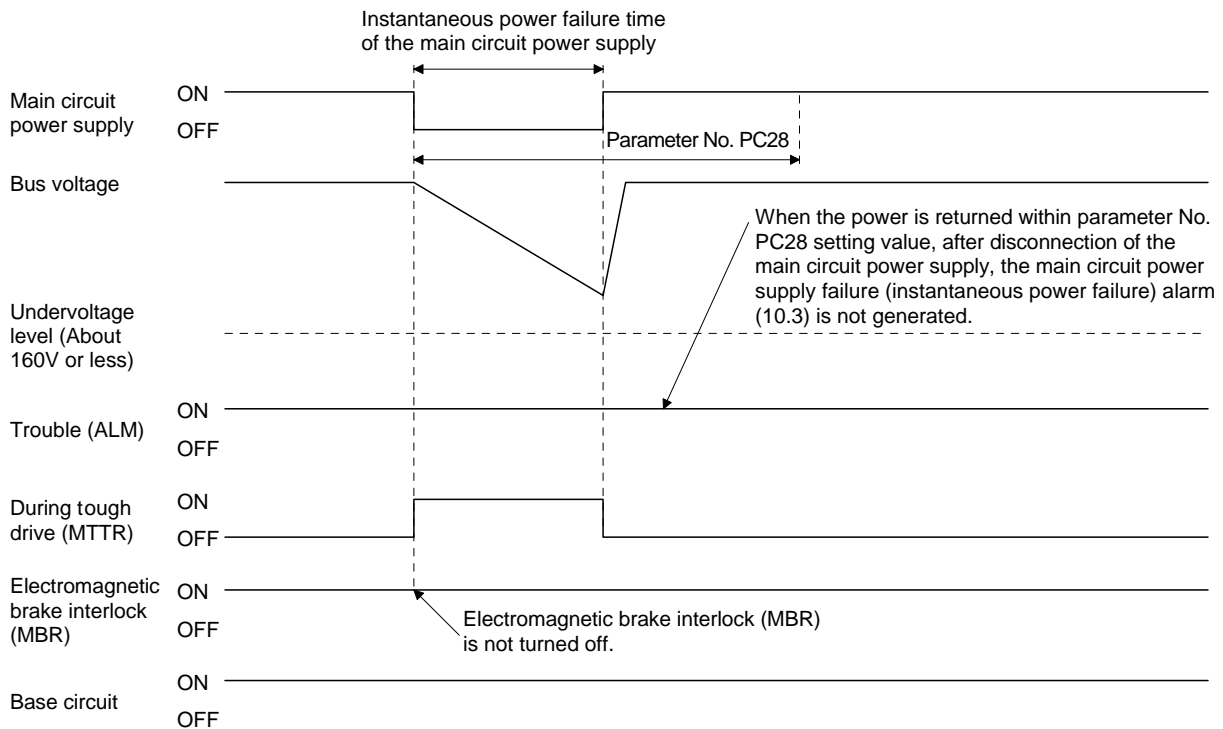 Instantaneous power failure time
of the main circuit power supply
Main circuit
power supply
ON
OFF
Parameter No. PC28
Bus voltage
When the power is returned within parameter No.
PC28 setting value, after disconnection of the
main circuit power supply, the main circuit power
supply failure (instantaneous power failure) alarm
(10.3) is not generated.
Undervoltage
level (About
160V or less)
Trouble (ALM)
ON
OFF
During tough
drive (MTTR)
ON
OFF
Electromagnetic
brake interlock
(MBR)
ON
OFF
Electromagnetic brake interlock (MBR)
is not turned off.
Base circuit
ON
OFF